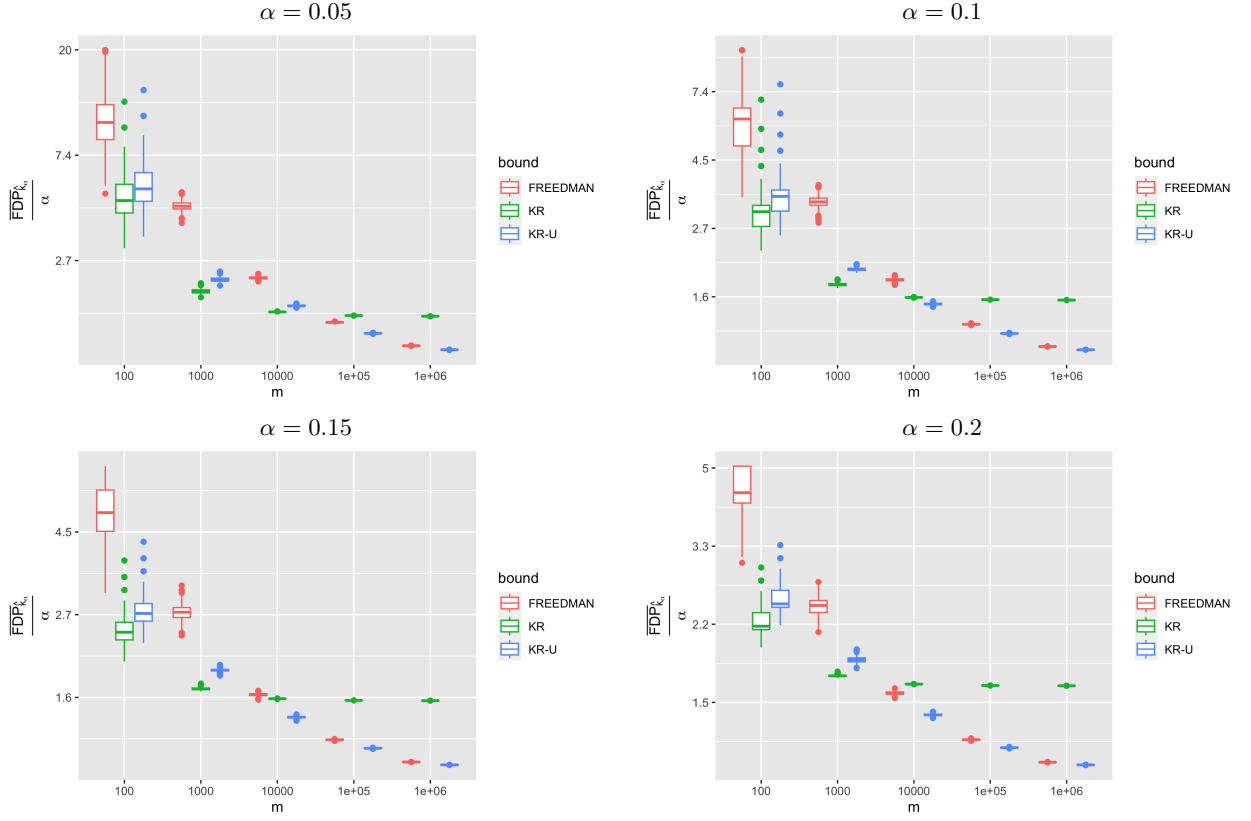 α = 0.05
20
7.4
2.7
100
1000
10000
1e+05
1e+06
m
FDP k̂α
α
bound
FREEDMAN
KR
KR-U
α = 0.1
7.4
4.5
2.7
1.6
100
1000
10000
1e+05
1e+06
m
FDP k̂α
α
bound
FREEDMAN
KR
KR-U
α = 0.15
4.5
2.7
1.6
100
1000
10000
1e+05
1e+06
m
FDP k̂α
α
bound
FREEDMAN
KR
KR-U
α = 0.2
5
3.3
2.2
1.5
100
1000
10000
1e+05
1e+06
m
FDP k̂α
α
bound
FREEDMAN
KR
KR-U